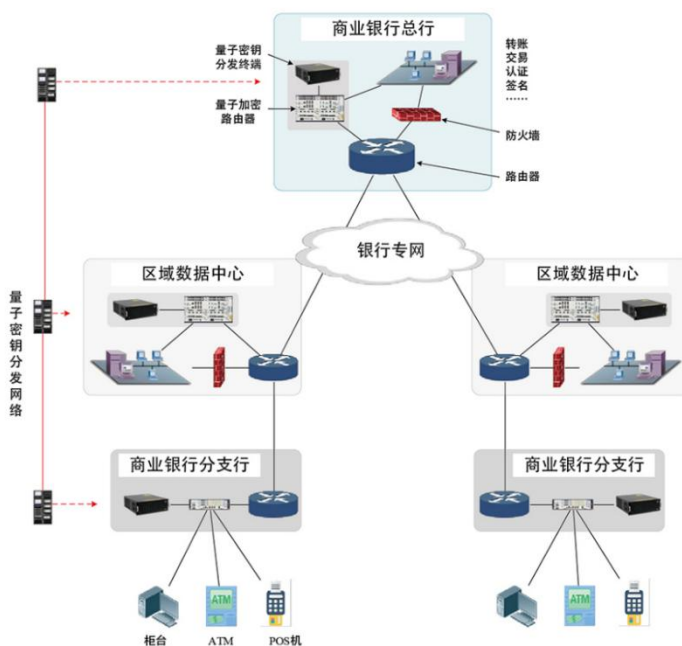 商业银行总行
量子密钥
分发终端
量子加密
路由器
转账
交易
认证
签名
……
防火墙
路由器
银行专网
区域数据中心
区域数据中心
量子密钥分发网络
商业银行分支行
商业银行分支行
ATM
ATM
柜台
ATM
POS机